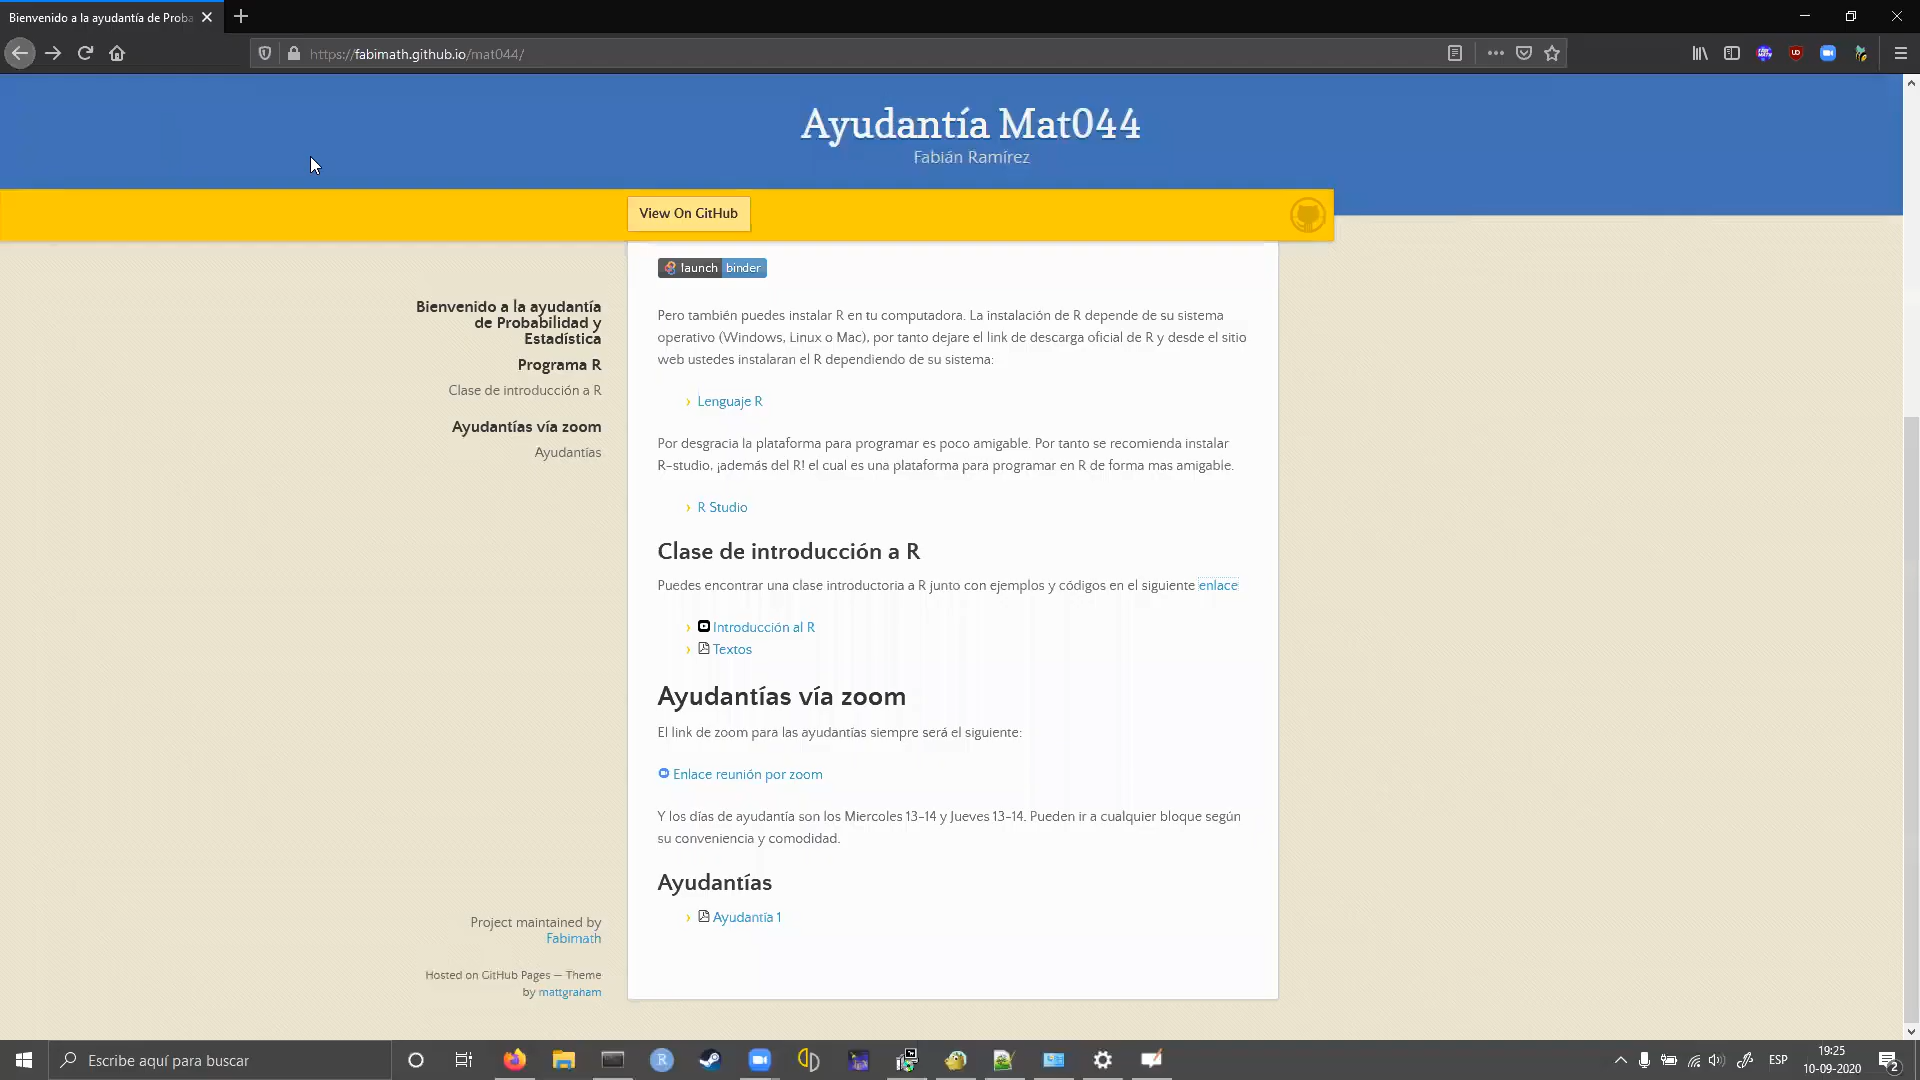 Bienvenido a la ayudantía de Proba
https://fabimath.github.io/mat044/
Ayudantía Mat044
Fabián Ramírez
View On GitHub
launch binder
Bienvenido a la ayudantía
de Probabilidad y
Estadística
Programa R
Clase de introducción a R
Ayudantías vía zoom
Ayudantías
Pero también puedes instalar R en tu computadora. La instalación de R depende de su sistema
operativo (Windows, Linux o Mac), por tanto dejare el link de descarga oficial de R y desde el sitio
web ustedes instalaran el R dependiendo de su sistema:
Lenguaje R
Por desgracia la plataforma para programar es poco amigable. Por tanto se recomienda instalar
R-studio, ¡además del R! el cual es una plataforma para programar en R de forma mas amigable.
R Studio
Clase de introducción a R
Puedes encontrar una clase introductoria a R junto con ejemplos y códigos en el siguiente enlace
Introducción al R
Textos
Ayudantías vía zoom
El link de zoom para las ayudantías siempre será el siguiente:
Enlace reunión por zoom
Y los días de ayudantía son los Miercoles 13-14 y Jueves 13-14. Pueden ir a cualquier bloque según
su conveniencia y comodidad.
Ayudantías
Ayudantía 1
Project maintained by
Fabimath
Hosted on GitHub Pages — Theme
by mattgraham
Escribe aquí para buscar
ESP
19:25
10-09-2020
2